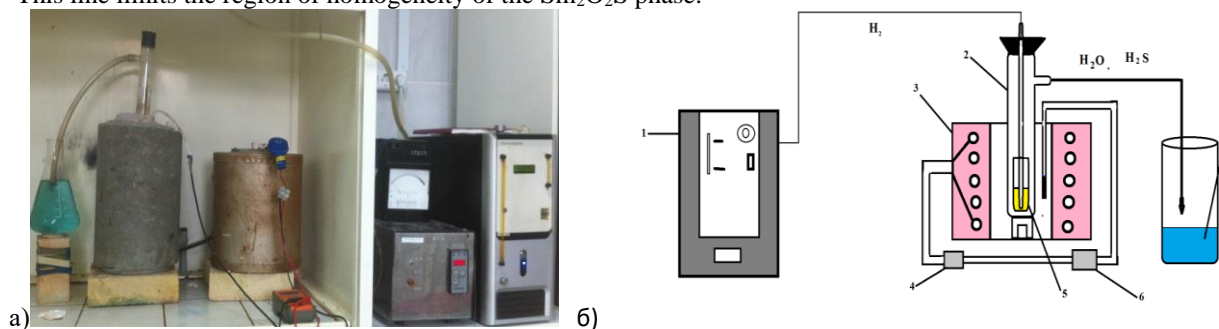 This line limits the region of homogeneity of the Sm₂O₂S phase.
H₂
H₂O , H₂S
2
3
1
4
5
6
а)
б)